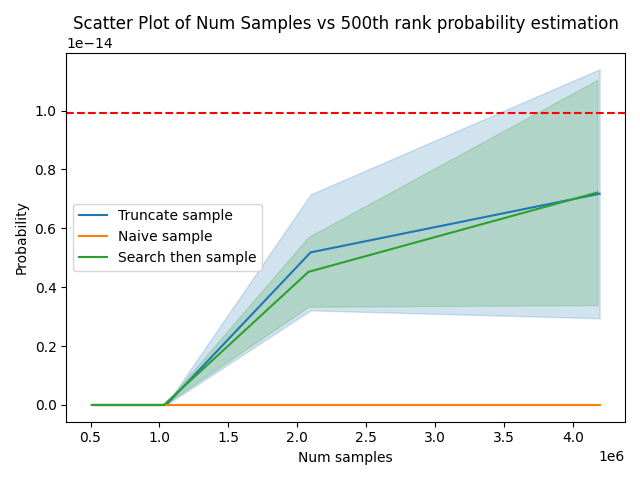 Scatter Plot of Num Samples vs 500th rank probability estimation
1e−14
1.0
0.8
0.6
0.4
0.2
0.0
Probability
Truncate sample
Naive sample
Search then sample
0.5 1.0 1.5 2.0 2.5 3.0 3.5 4.0
1e6
Num samples